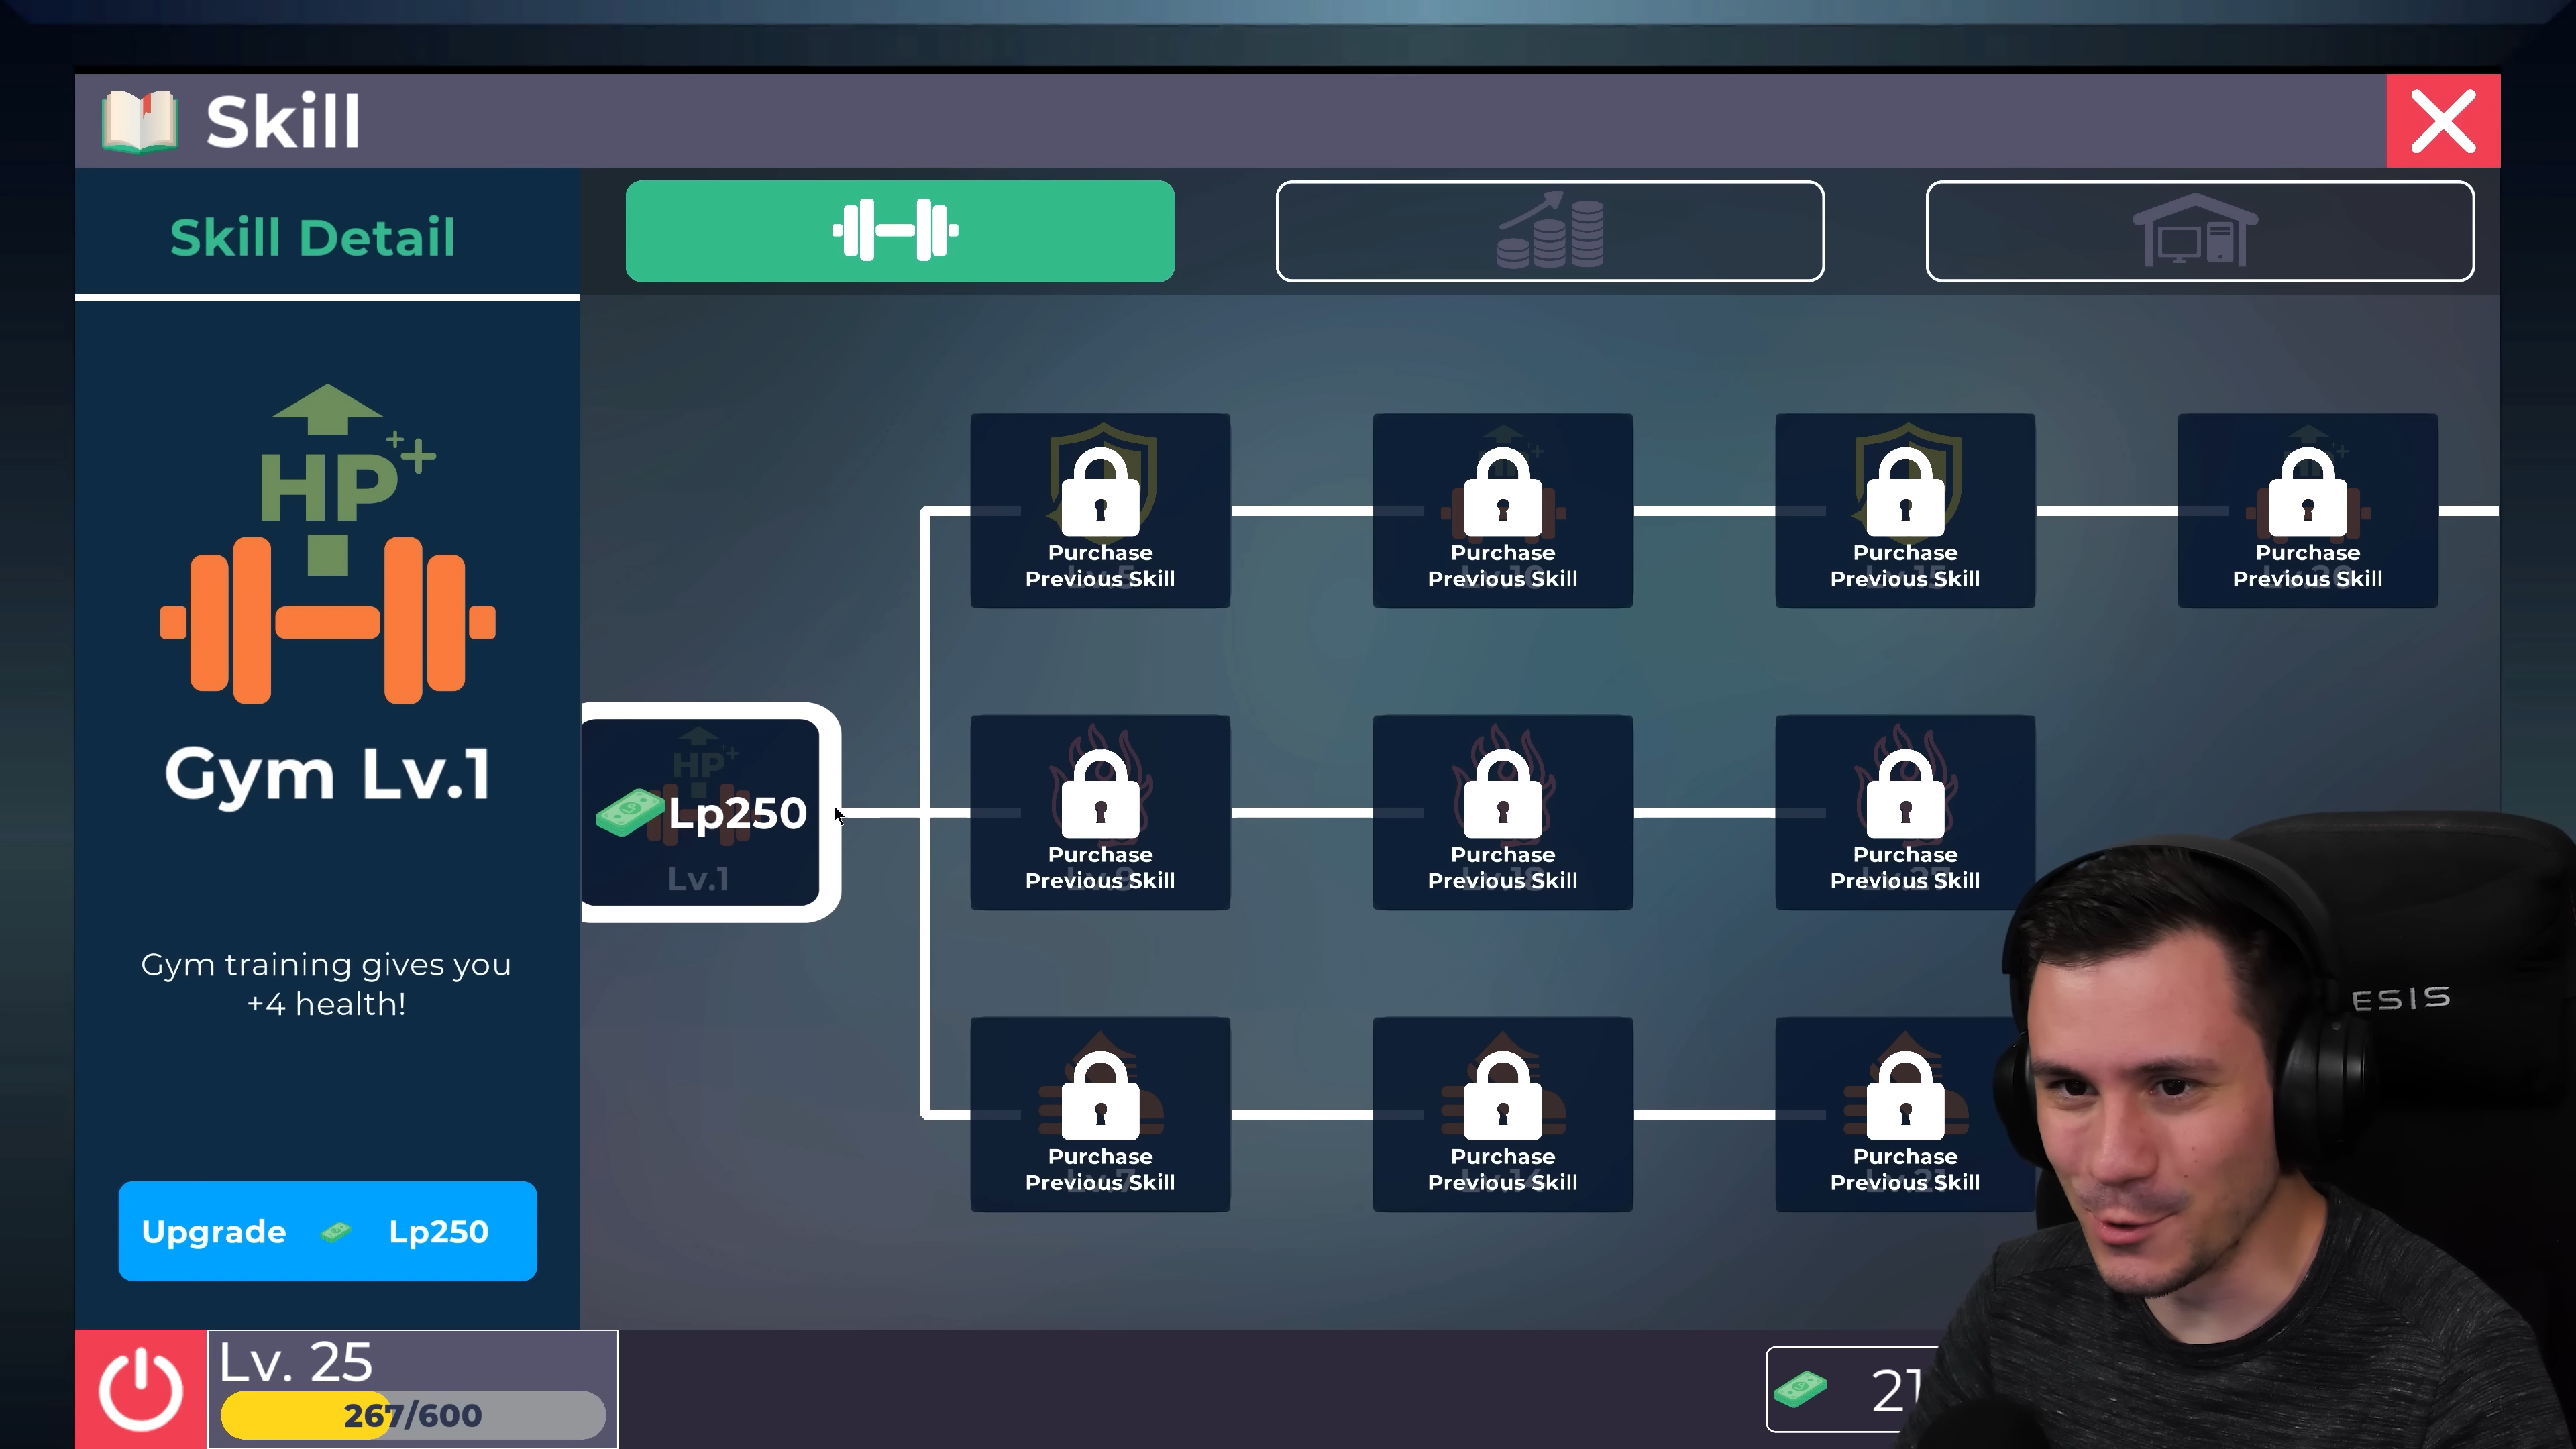 Skill
Skill Detail
HP++
Gym Lv.1
Gym training gives you
+4 health!
Upgrade Lp250
HP++
Lp250
Lv.1
Purchase
Previous Skill
Purchase
Previous Skill
Purchase
Previous Skill
Purchase
Previous Skill
Purchase
Previous Skill
Purchase
Previous Skill
Purchase
Previous Skill
Purchase
Previous Skill
Purchase
Previous Skill
Purchase
Previous Skill
ESIS
Lv. 25
267/600
21